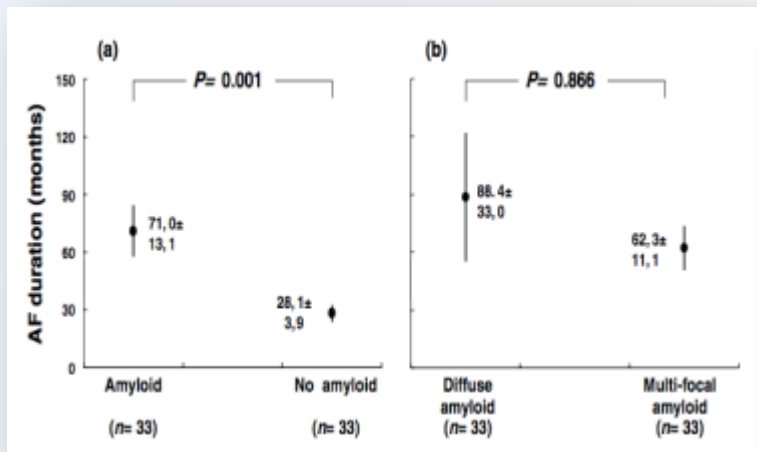 (a)
(b)
AF duration (months)
150
120
90
60
30
0
P= 0.001
71,0±
13,1
28,1±
3,9
Amyloid
No amyloid
(n= 33)
(n= 33)
P= 0.866
88.4±
33,0
62,3±
11,1
Diffuse
amyloid
(n= 33)
Multi-focal
amyloid
(n= 33)